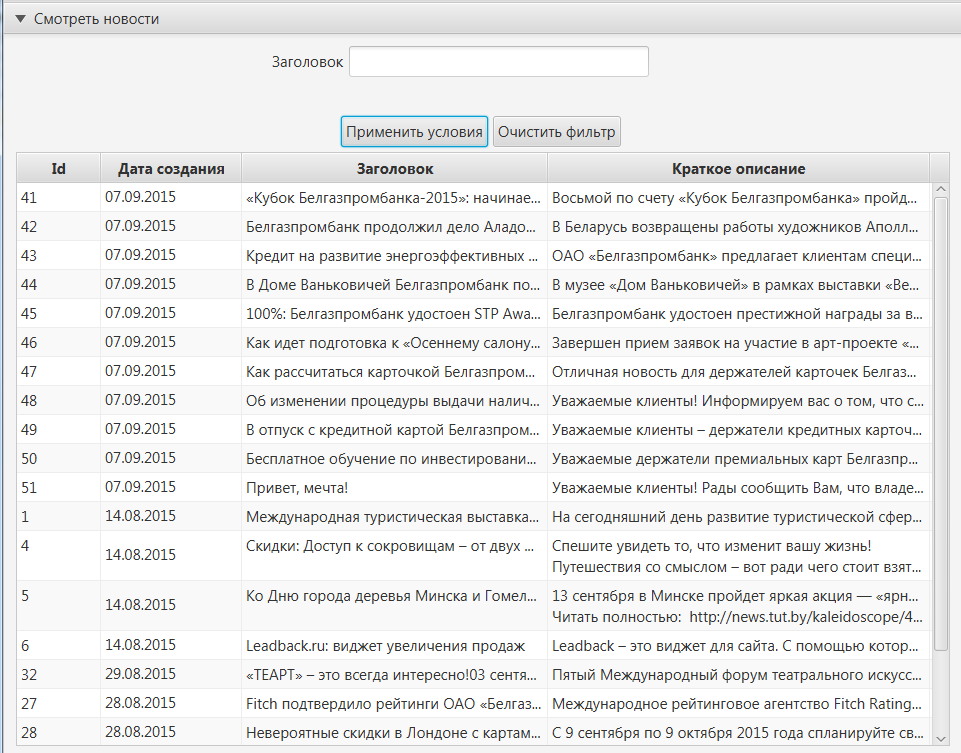 Смотреть новости
Заголовок
Применить условия Очистить фильтр
Id Дата создания Заголовок Краткое описание
41 07.09.2015 «Кубок Белгазпромбанка-2015»: начинае... Восьмой по счету «Кубок Белгазпромбанка» пройд...
42 07.09.2015 Белгазпромбанк продолжил дело Аладо... В Беларусь возвращены работы художников Аполл...
43 07.09.2015 Кредит на развитие энергоэффективных ... ОАО «Белгазпромбанк» предлагает клиентам специ...
44 07.09.2015 В Доме Ваньковичей Белгазпромбанк по... В музее «Дом Ваньковичей» в рамках выставки «Ве...
45 07.09.2015 100%: Белгазпромбанк удостоен STP Awa... Белгазпромбанк удостоен престижной награды за в...
46 07.09.2015 Как идет подготовка к «Осеннему салону... Завершен прием заявок на участие в арт-проекте «...
47 07.09.2015 Как рассчитаться карточкой Белгазпром... Отличная новость для держателей карточек Белгаз...
48 07.09.2015 Об изменении процедуры выдачи налич... Уважаемые клиенты! Информируем вас о том, что с...
49 07.09.2015 В отпуск с кредитной картой Белгазпром... Уважаемые клиенты – держатели кредитных карточ...
50 07.09.2015 Бесплатное обучение по инвестировани... Уважаемые держатели премиальных карт Белгазпр...
51 07.09.2015 Привет, мечта! Уважаемые клиенты! Рады сообщить Вам, что владе...
1 14.08.2015 Международная туристическая выставка... На сегодняшний день развитие туристической сфер...
4 14.08.2015 Скидки: Доступ к сокровищам – от двух ... Спешите увидеть то, что изменит вашу жизнь!
Путешествия со смыслом – вот ради чего стоит взят...
5 14.08.2015 Ко Дню города деревья Минска и Гомел... 13 сентября в Минске пройдет яркая акция — «ярн...
Читать полностью:  http://news.tut.by/kaleidoscope/4...
6 14.08.2015 Leadback.ru: виджет увеличения продаж Leadback – это виджет для сайта. С помощью котор...
32 29.08.2015 «ТЕАРТ» – это всегда интересно!03 сентя... Пятый Международный форум театрального искусс...
27 28.08.2015 Fitch подтвердило рейтинги ОАО «Белгаз... Международное рейтинговое агентство Fitch Rating...
28 28.08.2015 Невероятные скидки в Лондоне с картам... С 9 сентября по 9 октября 2015 года спланируйте св...